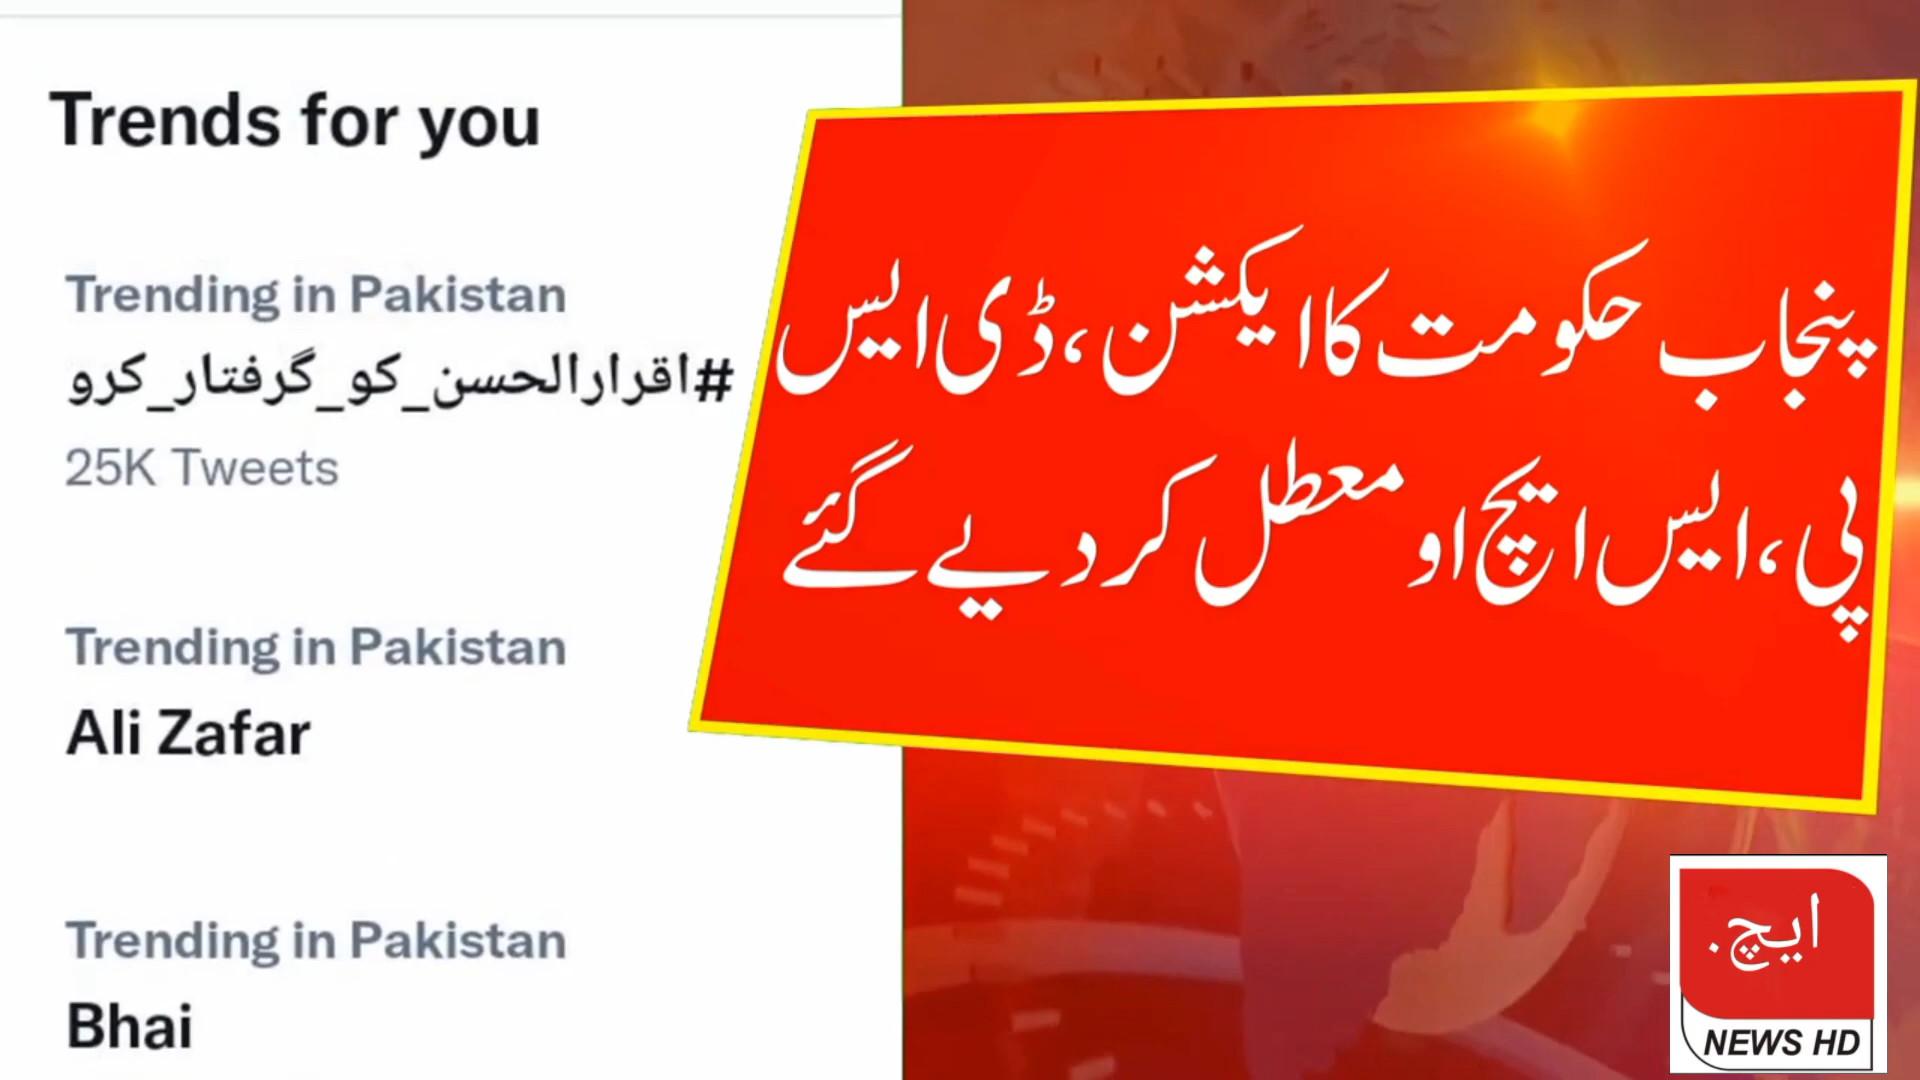 Trends for you
Trending in Pakistan
#اقرارالحسن_کو_گرفتار_کرو
25K Tweets
Trending in Pakistan
Ali Zafar
Trending in Pakistan
Bhai
پنجاب حکومت کا ایکشن، ڈی ایس
پی، ایس ایچ او معطل کر دیے گئے
ایچ.
NEWS HD